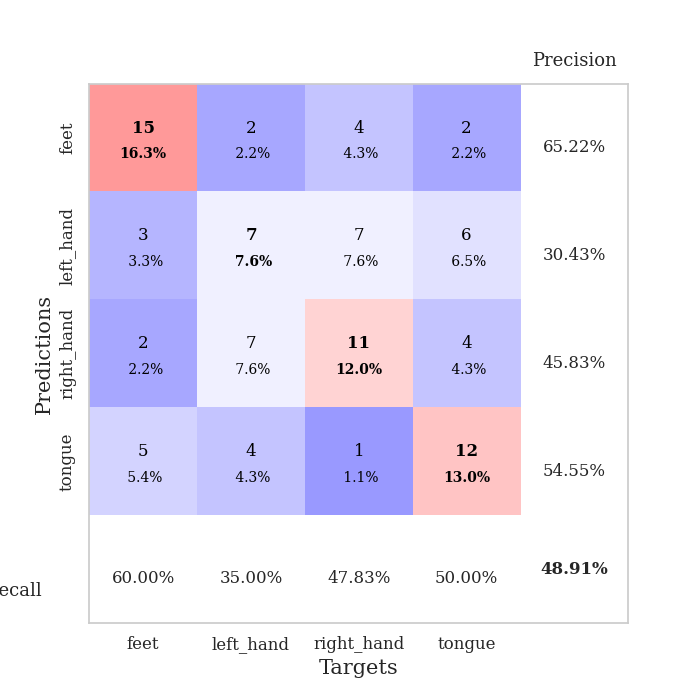 Precision
feet
15 2 4 2
16.3% 2.2% 4.3% 2.2%
65.22%
left_hand
3 7 7 6
3.3% 7.6% 7.6% 6.5%
30.43%
Predictions
right_hand
2 7 11 4
2.2% 7.6% 12.0% 4.3%
45.83%
tongue
5 4 1 12
5.4% 4.3% 1.1% 13.0%
54.55%
ecall
60.00% 35.00% 47.83% 50.00% 48.91%
feet left_hand right_hand tongue
Targets